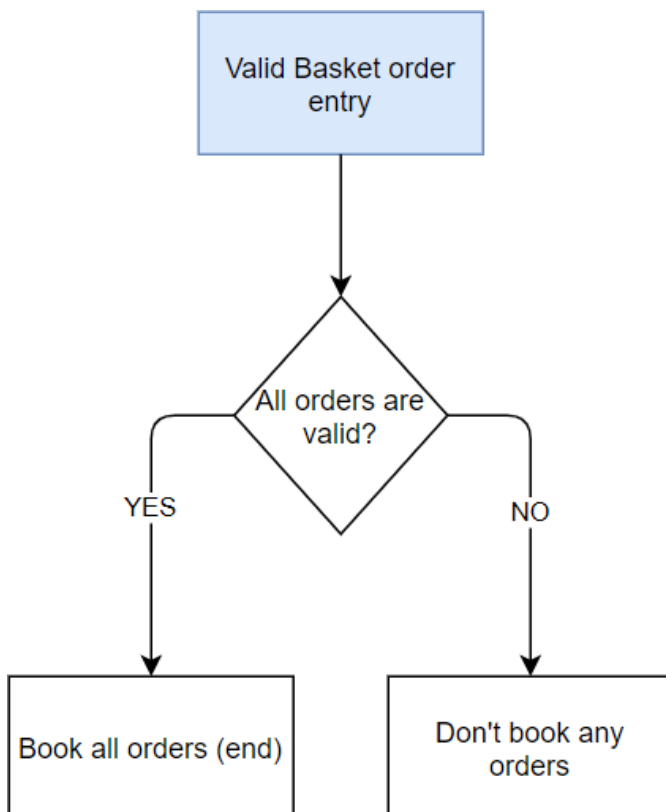 Valid Basket order
entry
All orders are
valid?
YES
NO
Book all orders (end)
Don't book any
orders